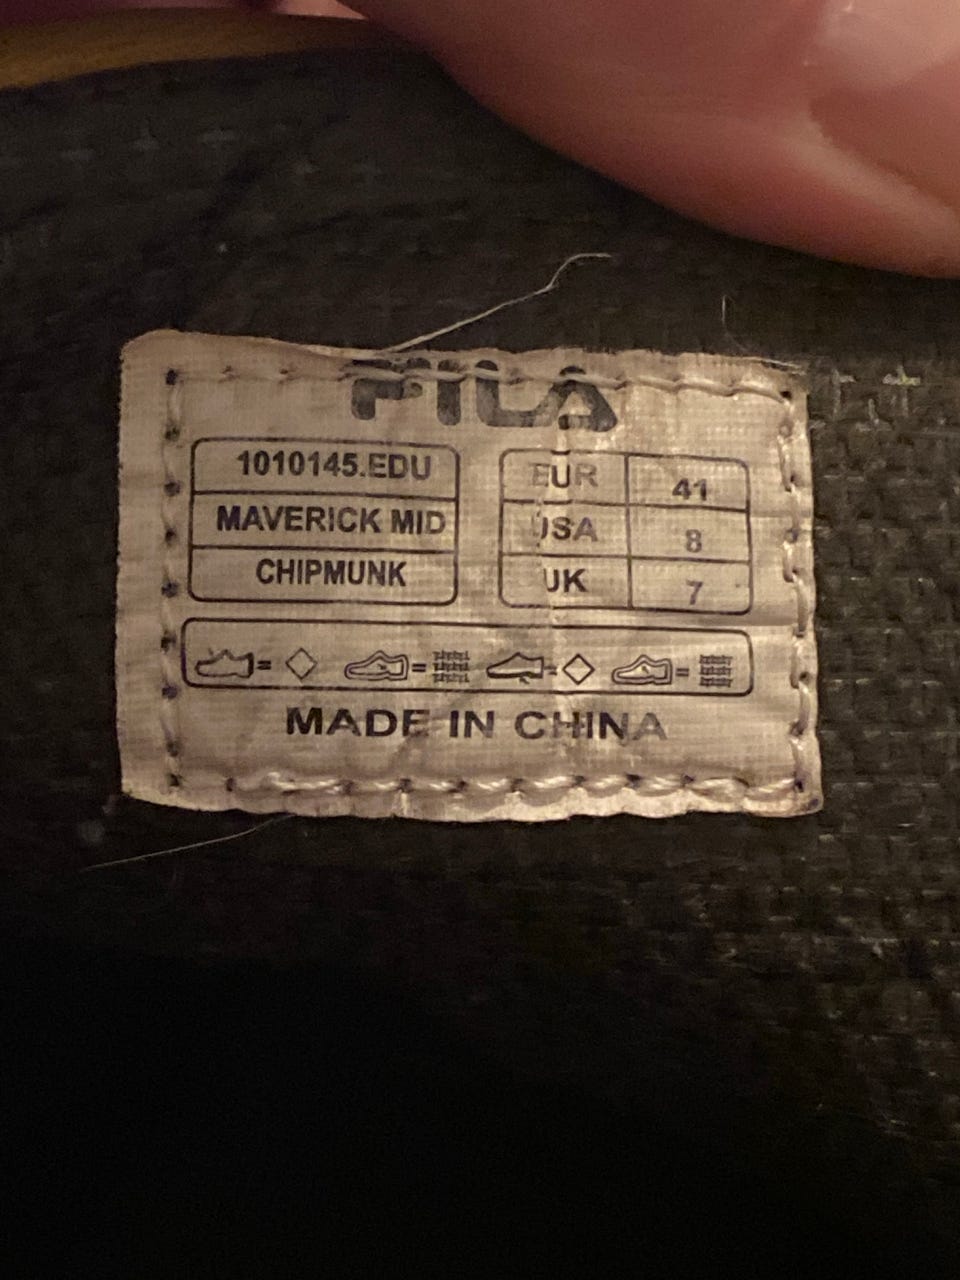 FILA
1010145.EDU
MAVERICK MID
CHIPMUNK
EUR 41
USA 8
UK 7
MADE IN CHINA